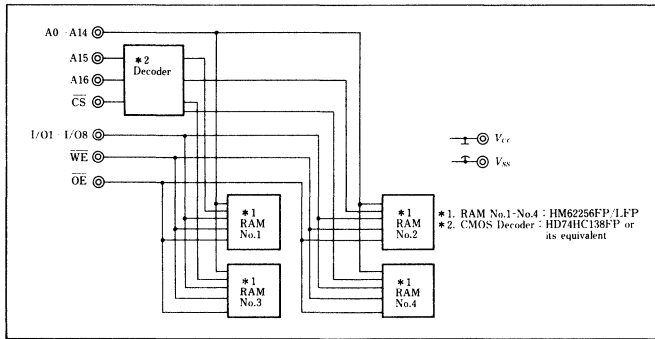 A0 - A14
A15
A16
CS
I/O1 - I/O8
WE
OE
*2
Decoder
*1
RAM
No.1
*1
RAM
No.2
*1
RAM
No.3
*1
RAM
No.4
Vcc
Vss
*1. RAM No.1-No.4 : HM62256FP/LFP
*2. CMOS Decoder : HD74HC138FP or
its equivalent